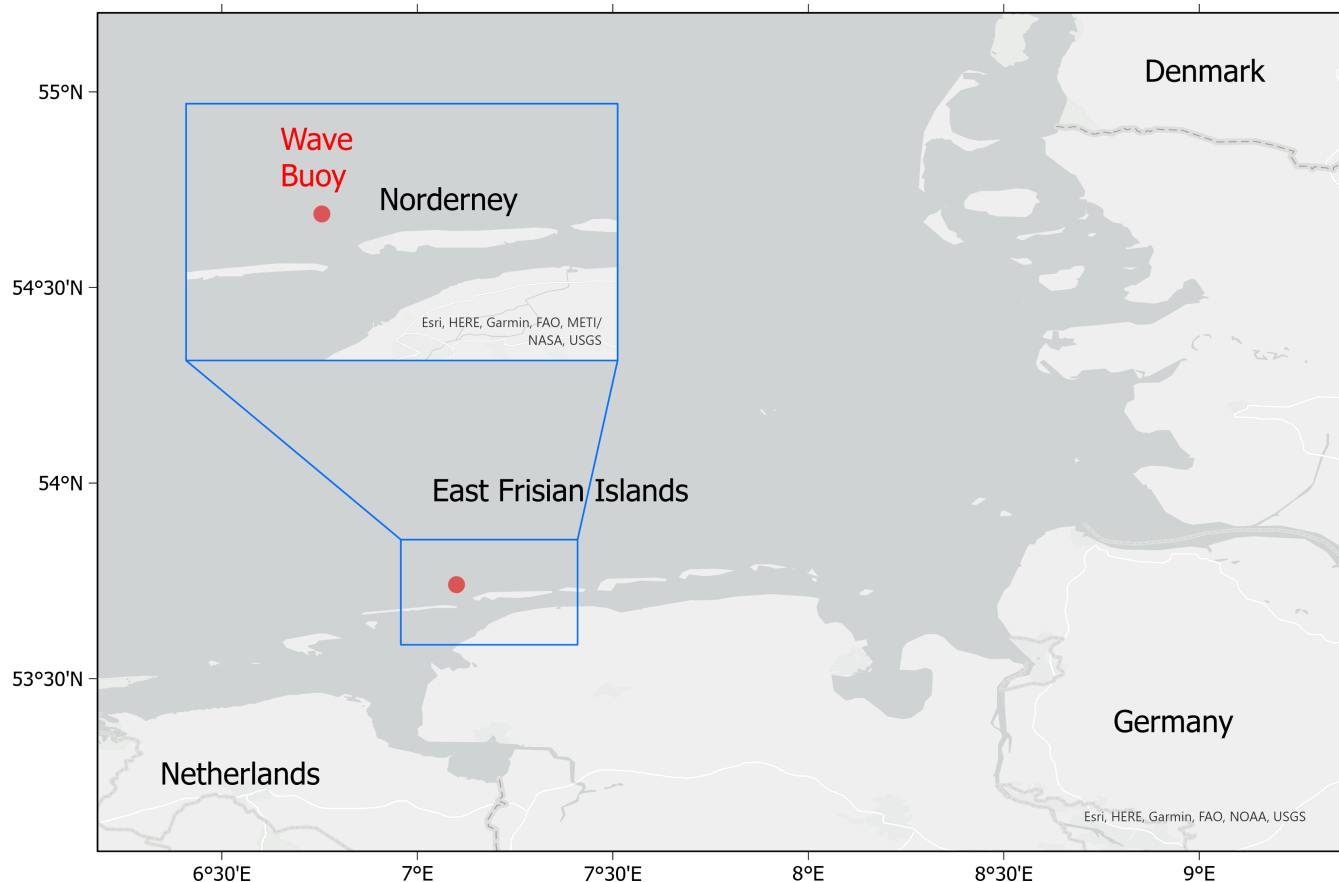 Denmark
55°N
Wave
Buoy
Norderney
54°30'N
Esri, HERE, Garmin, FAO, METI/
NASA, USGS
54°N
East Frisian Islands
53°30'N
Germany
Netherlands
Esri, HERE, Garmin, FAO, NOAA, USGS
6°30'E
7°E
7°30'E
8°E
8°30'E
9°E